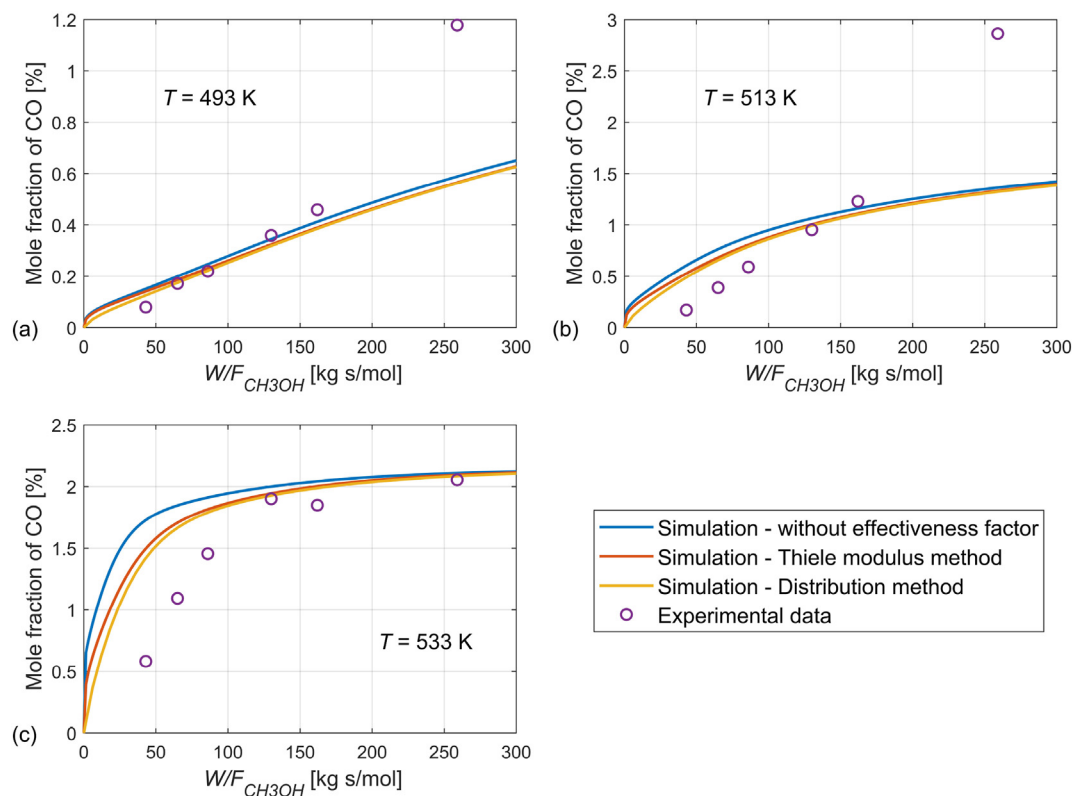 1.2
1
0.8
0.6
0.4
0.2
0
Mole fraction of CO [%]
T = 493 K
(a)
0 50 100 150 200 250 300
W/F_CH3OH [kg s/mol]
3
2.5
2
1.5
1
0.5
0
Mole fraction of CO [%]
T = 513 K
(b)
0 50 100 150 200 250 300
W/F_CH3OH [kg s/mol]
2.5
2
1.5
1
0.5
0
Mole fraction of CO [%]
T = 533 K
(c)
0 50 100 150 200 250 300
W/F_CH3OH [kg s/mol]
Simulation - without effectiveness factor
Simulation - Thiele modulus method
Simulation - Distribution method
Experimental data